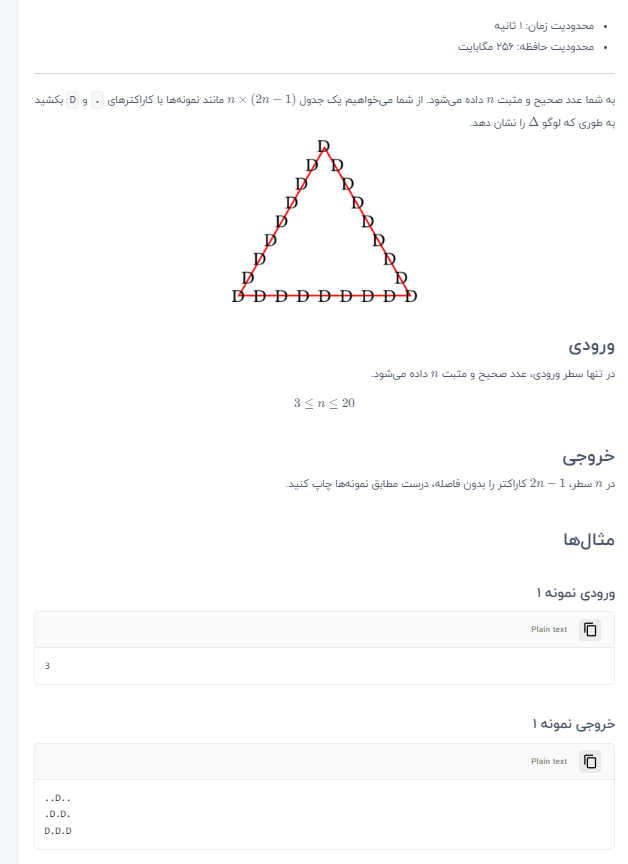 محدودیت زمان: ۱ ثانیه
محدودیت حافظه: ۲۵۶ مگابایت
به شما عدد صحیح و مثبت n داده می‌شود. از شما می‌خواهیم یک جدول n × (2n − 1) مانند نمونه‌ها با کاراکترهای . و D بکشید
به طوری که لوگو Δ را نشان دهد.
D
D D
D D
D D
D D
D D
D D
D D
D D D D D D D D D
ورودی
در تنها سطر ورودی، عدد صحیح و مثبت n داده می‌شود.
3 ≤ n ≤ 20
خروجی
در n سطر، 2n − 1 کاراکتر را بدون فاصله، درست مطابق نمونه‌ها چاپ کنید.
مثال‌ها
ورودی نمونه ۱
Plain text
3
خروجی نمونه ۱
Plain text
..D..
.D.D.
D.D.D